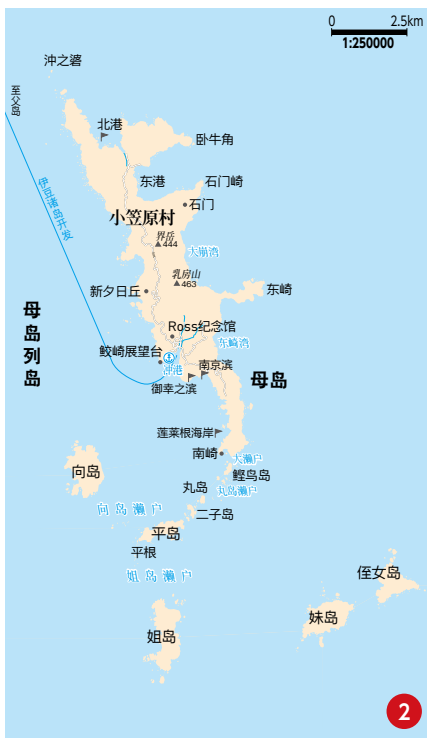 0 2.5km
1:250000
沖之婆
至父岛
北港
卧牛角
伊豆诸岛开发
东港
石门崎
石门
小笠原村
界岳
444
大崩湾
乳房山
463
新夕日丘
东崎
母岛列岛
Ross纪念馆
东崎湾
鲛崎展望台
冲港
南京滨
母岛
御幸之滨
莲莱根海岸
南崎
大濑户
向岛
鲣鸟岛
丸岛
丸岛濑户
向岛濑户
二子岛
平岛
平根
姐岛濑户
侄女岛
妹岛
姐岛
2